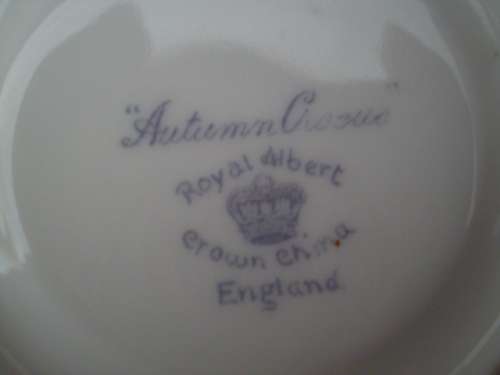 "Autumn Crocus"
Royal Albert
Crown China
England